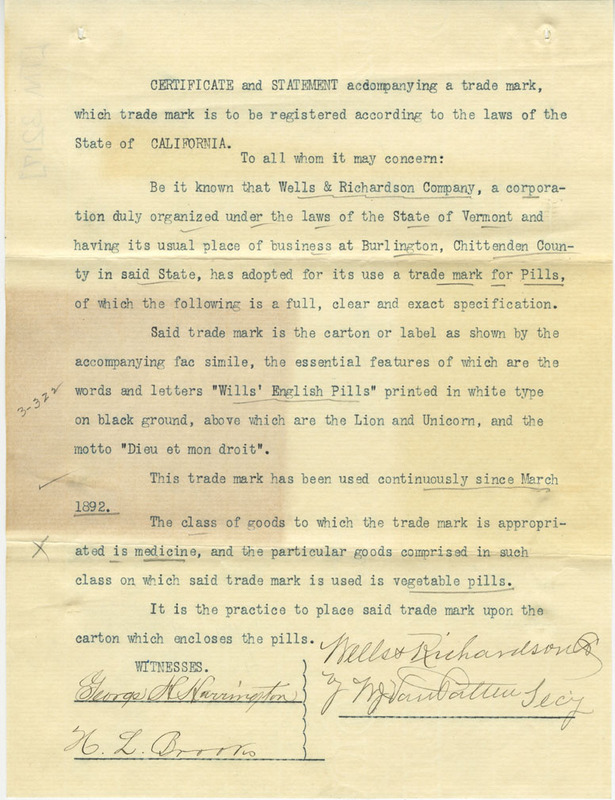 CERTIFICATE and STATEMENT accompanying a trade mark,
which trade mark is to be registered according to the laws of the
State of CALIFORNIA.
To all whom it may concern:
Be it known that Wells & Richardson Company, a corpora-
tion duly organized under the laws of the State of Vermont and
having its usual place of business at Burlington, Chittenden Coun-
ty in said State, has adopted for its use a trade mark for Pills,
of which the following is a full, clear and exact specification.
Said trade mark is the carton or label as shown by the
accompanying fac simile, the essential features of which are the
words and letters "Wills' English Pills" printed in white type
3-322
on black ground, above which are the Lion and Unicorn, and the
motto "Dieu et mon droit".
This trade mark has been used continuously since March
1892.
The class of goods to which the trade mark is appropri-
ated is medicine, and the particular goods comprised in such
class on which said trade mark is used is vegetable pills.
It is the practice to place said trade mark upon the
carton which encloses the pills.
WITNESSES.
Wells & Richardson Co
George H. Harrington
W J VanPatten Secy
H. L. Brooks